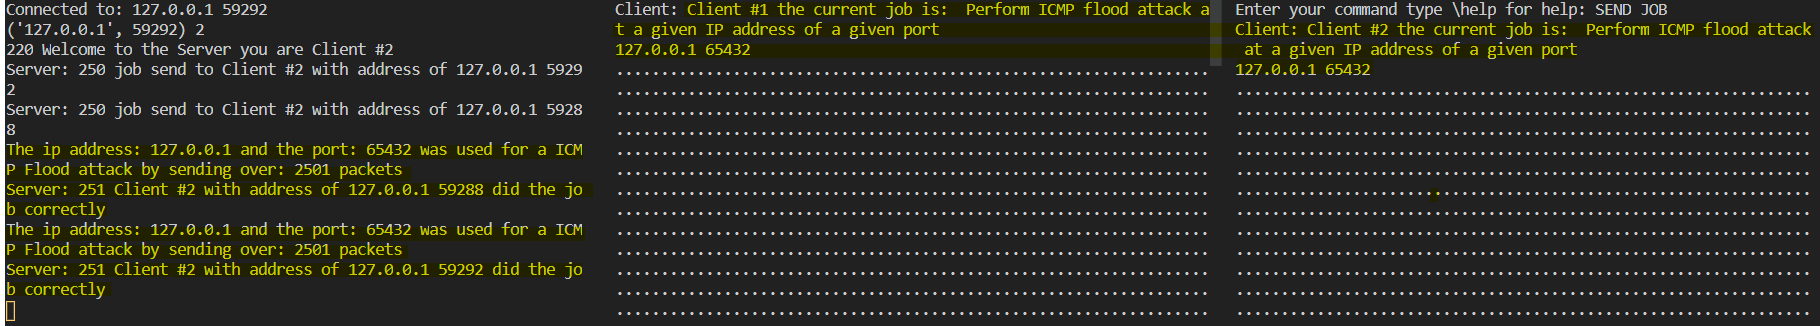 Connected to: 127.0.0.1 59292
('127.0.0.1', 59292) 2
220 Welcome to the Server you are Client #2
Server: 250 job send to Client #2 with address of 127.0.0.1 5929
2
Server: 250 job send to Client #2 with address of 127.0.0.1 5928
8
The ip address: 127.0.0.1 and the port: 65432 was used for a ICM
P Flood attack by sending over: 2501 packets
Server: 251 Client #2 with address of 127.0.0.1 59288 did the jo
b correctly
The ip address: 127.0.0.1 and the port: 65432 was used for a ICM
P Flood attack by sending over: 2501 packets
Server: 251 Client #2 with address of 127.0.0.1 59292 did the jo
b correctly
Client: Client #1 the current job is:  Perform ICMP flood attack a
t a given IP address of a given port
127.0.0.1 65432
..................................................................
..................................................................
..................................................................
..................................................................
..................................................................
..................................................................
..................................................................
..................................................................
..................................................................
..................................................................
..................................................................
..................................................................
..................................................................
Enter your command type \help for help: SEND JOB
Client: Client #2 the current job is:  Perform ICMP flood attack
 at a given IP address of a given port
127.0.0.1 65432
................................................................
................................................................
................................................................
................................................................
................................................................
................................................................
................................................................
................................................................
................................................................
................................................................
................................................................
................................................................